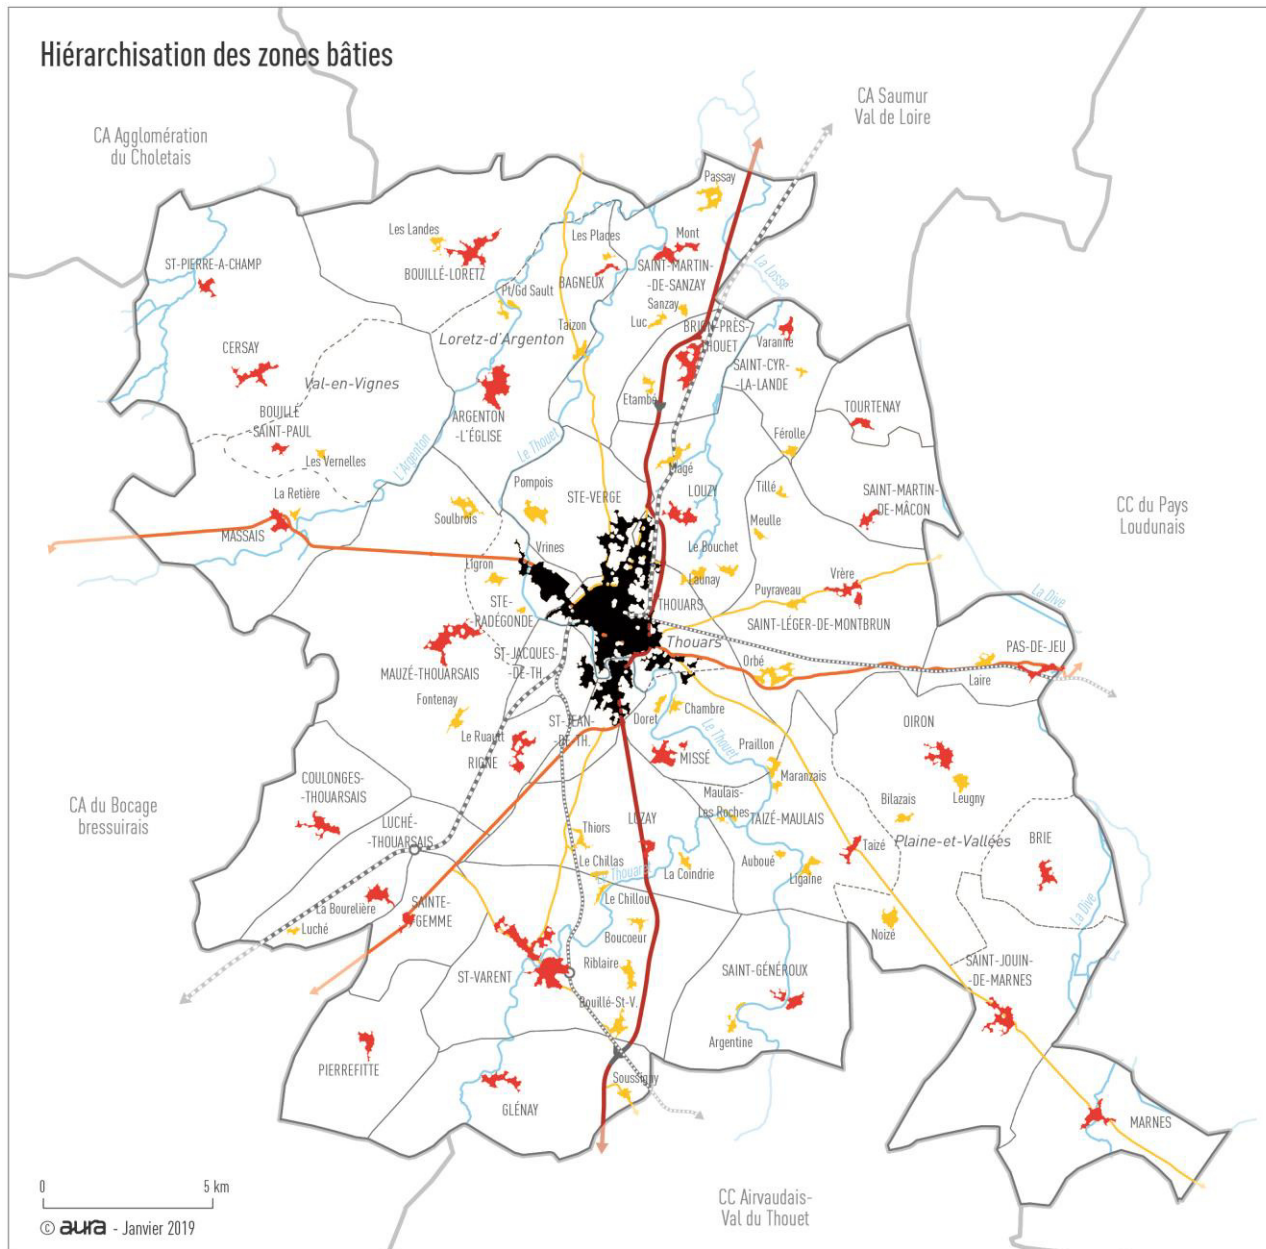 Hiérarchisation des zones bâties
CA Saumur
Val de Loire
CA Agglomération
du Choletais
Passay
Les Landes
Les Places
Mont
ST-PIERRE-A-CHAMP
BOUILLÉ-LORETZ
BAGNEUX
SAINT-MARTIN-
DE-SANZAY
La Losse
Pt/Gd Sault
Sanzay
Luc
Taizon
BRION-PRÈS-
THOUET
Varanne
CERSAY
Loretz-d'Argenton
SAINT-CYR-
-LA-LANDE
Val-en-Vignes
Etambé
BOUILLÉ
-SAINT-PAUL
ARGENTON
-L'ÉGLISE
TOURTENAY
Les Vernelles
L'Argenton
Le Thouet
Férolle
Magé
La Retière
Pompois
STE-VERGE
LOUZY
Tillé
SAINT-MARTIN-
-DE-MÂCON
Soulbrois
Meulle
CC du Pays
Loudunais
MASSAIS
Vrines
Le Bouchet
Ligron
Launay
Puyraveau
Vrère
La Dive
STE-
-RADÉGONDE
THOUARS
SAINT-LÉGER-DE-MONTBRUN
Thouars
ST-JACQUES-
-DE-TH.
MAUZÉ-THOUARSAIS
Orbé
PAS-DE-JEU
Laire
Fontenay
Chambre
ST-JEAN-
-DE-TH.
Doret
OIRON
Le Ruault
Le Thouet
RIGNÉ
MISSÉ
Praillon
Maranzais
COULONGES-
-THOUARSAIS
Leugny
Maulais-
Les Roches
Bilazais
CA du Bocage
bressuirais
LUCHÉ-
-THOUARSAIS
Thiors
LUZAY
TAIZÉ-MAULAIS
Taizé
Plaine-et-Vallées
BRIE
Le Chillas
La Coindrie
Auboué
Ligaine
Le Thouaret
Le Chillou
La Bourelière
SAINTE-
-GEMME
Luché
Boucoeur
Noizé
La Dive
ST-VARENT
Riblaire
SAINT-GÉNÉROUX
SAINT-JOUIN-
DE-MARNES
Bouillé-St-V.
Argentine
PIERREFITTE
Soussigny
GLÉNAY
MARNES
0 5 km
CC Airvaudais-
Val du Thouet
© aura - Janvier 2019